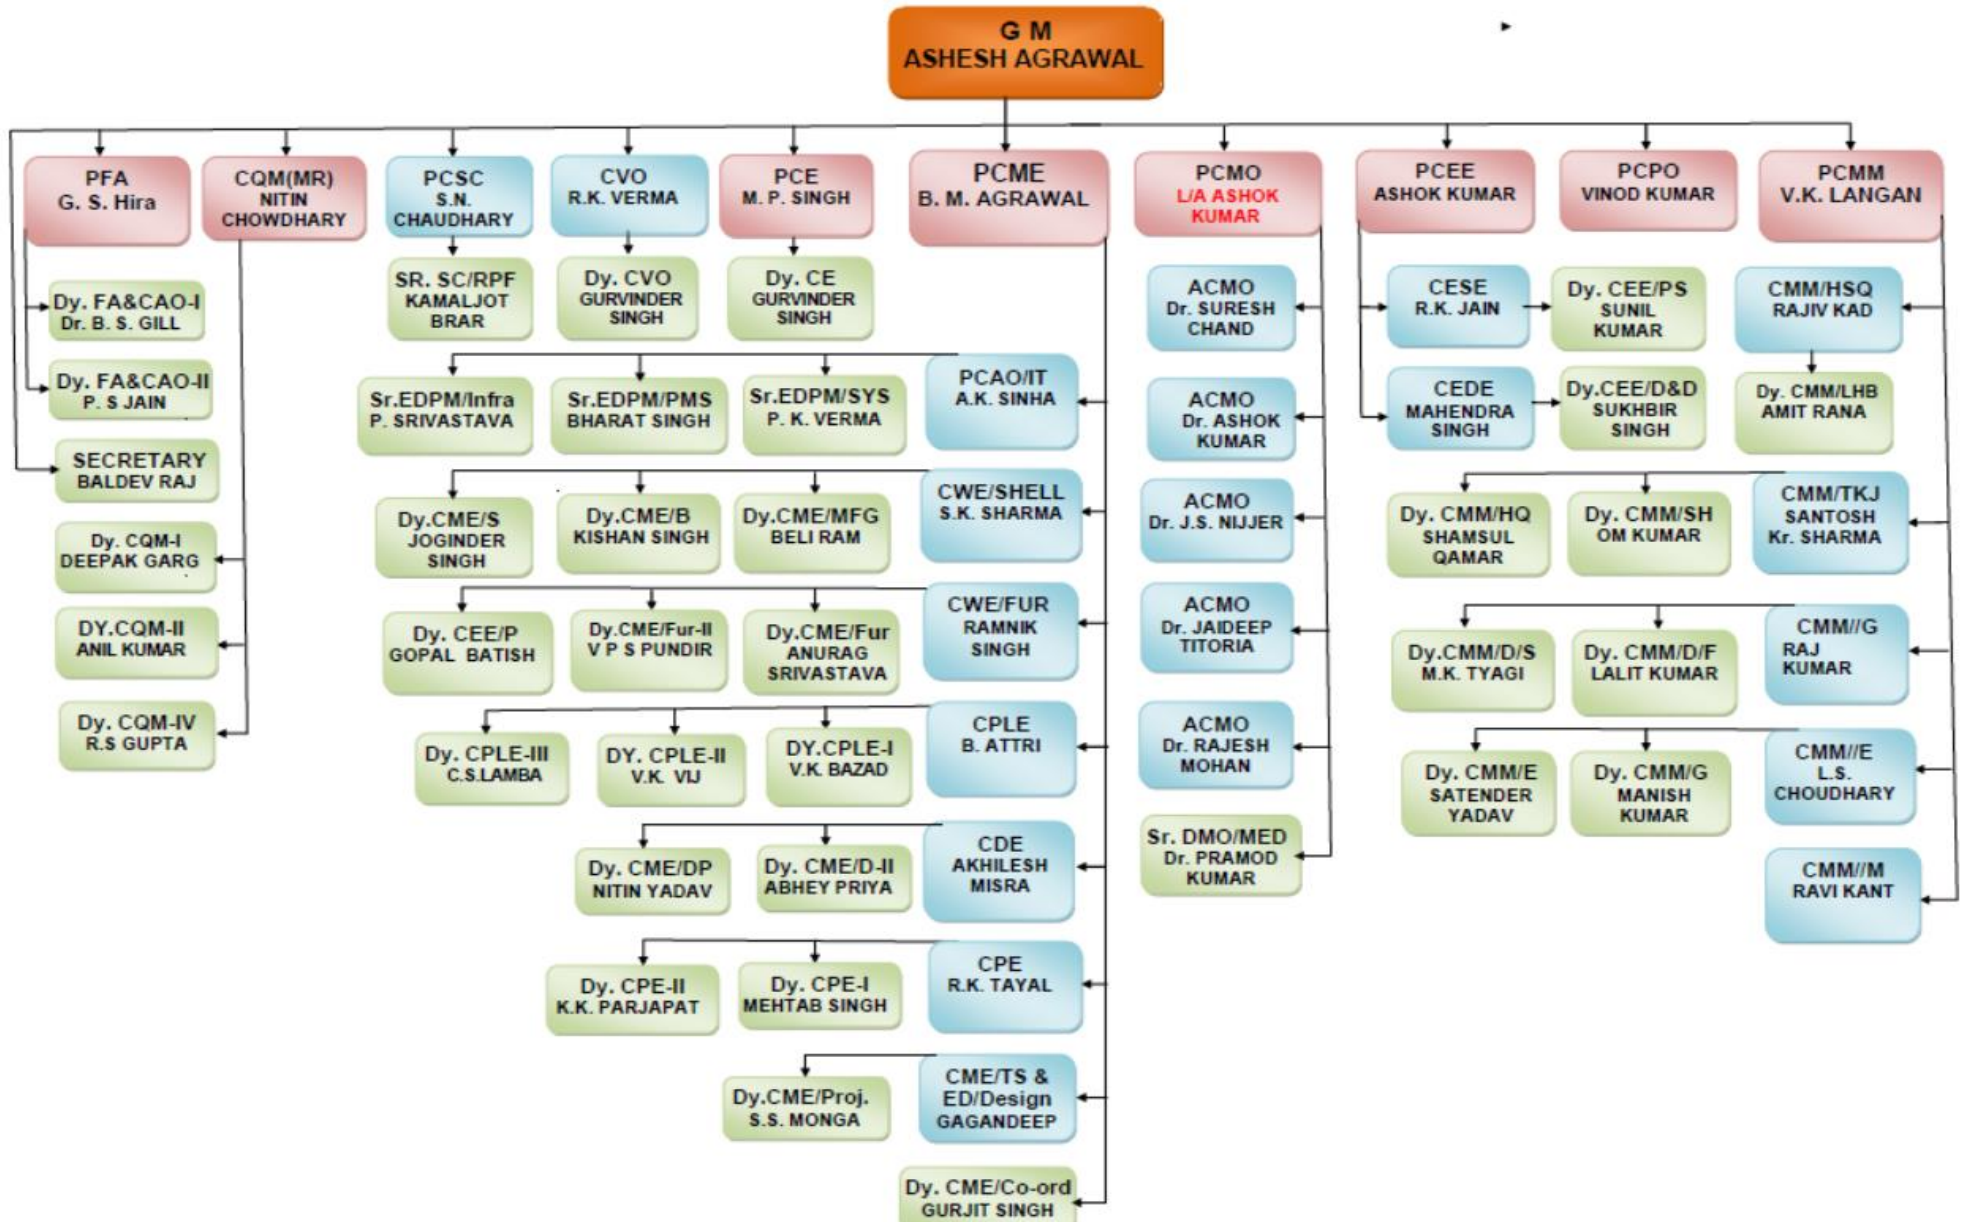 G M
ASHESH AGRAWAL
PFA
G. S. Hira
CQM(MR)
NITIN
CHOWDHARY
PCSC
S.N.
CHAUDHARY
CVO
R.K. VERMA
PCE
M. P. SINGH
PCME
B. M. AGRAWAL
PCMO
L/A ASHOK
KUMAR
PCEE
ASHOK KUMAR
PCPO
VINOD KUMAR
PCMM
V.K. LANGAN
Dy. FA&CAO-I
Dr. B. S. GILL
Dy. FA&CAO-II
P. S JAIN
SECRETARY
BALDEV RAJ
Dy. CQM-I
DEEPAK GARG
DY.CQM-II
ANIL KUMAR
Dy. CQM-IV
R.S GUPTA
SR. SC/RPF
KAMALJOT
BRAR
Dy. CVO
GURVINDER
SINGH
Dy. CE
GURVINDER
SINGH
Sr.EDPM/Infra
P. SRIVASTAVA
Sr.EDPM/PMS
BHARAT SINGH
Sr.EDPM/SYS
P. K. VERMA
PCAO/IT
A.K. SINHA
Dy.CME/S
JOGINDER
SINGH
Dy.CME/B
KISHAN SINGH
Dy.CME/MFG
BELI RAM
CWE/SHELL
S.K. SHARMA
Dy. CEE/P
GOPAL BATISH
Dy.CME/Fur-II
V P S PUNDIR
Dy.CME/Fur
ANURAG
SRIVASTAVA
CWE/FUR
RAMNIK
SINGH
Dy. CPLE-III
C.S.LAMBA
DY. CPLE-II
V.K. VIJ
DY.CPLE-I
V.K. BAZAD
CPLE
B. ATTRI
Dy. CME/DP
NITIN YADAV
Dy. CME/D-II
ABHEY PRIYA
CDE
AKHILESH
MISRA
Dy. CPE-II
K.K. PARJAPAT
Dy. CPE-I
MEHTAB SINGH
CPE
R.K. TAYAL
Dy.CME/Proj.
S.S. MONGA
CME/TS &
ED/Design
GAGANDEEP
Dy. CME/Co-ord
GURJIT SINGH
ACMO
Dr. SURESH
CHAND
ACMO
Dr. ASHOK
KUMAR
ACMO
Dr. J.S. NIJJER
ACMO
Dr. JAIDEEP
TITORIA
ACMO
Dr. RAJESH
MOHAN
Sr. DMO/MED
Dr. PRAMOD
KUMAR
CESE
R.K. JAIN
Dy. CEE/PS
SUNIL
KUMAR
CEDE
MAHENDRA
SINGH
Dy.CEE/D&D
SUKHBIR
SINGH
CMM/HSQ
RAJIV KAD
Dy. CMM/LHB
AMIT RANA
Dy. CMM/HQ
SHAMSUL
QAMAR
Dy. CMM/SH
OM KUMAR
CMM/TKJ
SANTOSH
Kr. SHARMA
Dy.CMM/D/S
M.K. TYAGI
Dy. CMM/D/F
LALIT KUMAR
CMM//G
RAJ
KUMAR
Dy. CMM/E
SATENDER
YADAV
Dy. CMM/G
MANISH
KUMAR
CMM//E
L.S.
CHOUDHARY
CMM//M
RAVI KANT